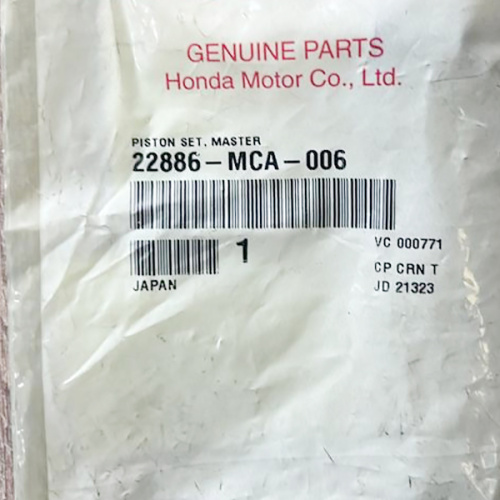 GENUINE PARTS
Honda Motor Co., Ltd.
PISTON SET, MASTER
22886-MCA-006
1
VC 000771
CP CRN T
JAPAN
JD 21323